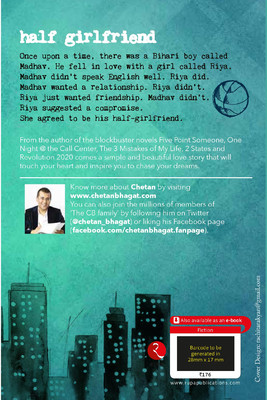 half girlfriend
Once upon a time, there was a Bihari boy called
Madhav. He fell in love with a girl called Riya.
Madhav didn't speak English well. Riya did.
Madhav wanted a relationship. Riya didn't.
Riya just wanted friendship. Madhav didn't.
Riya suggested a compromise.
She agreed to be his half-girlfriend.
From the author of the blockbuster novels Five Point Someone, One
Night @ the Call Center, The 3 Mistakes of My Life, 2 States and
Revolution 2020 comes a simple and beautiful love story that will
touch your heart and inspire you to chase your dreams.
Know more about Chetan by visiting
www.chetanbhagat.com
You can also join the millions of members of
'The CB family' by following him on Twitter
(@chetan_bhagat) or liking his Facebook page
(facebook.com/chetanbhagat.fanpage).
Also available as an e-book
Fiction
Barcode to be
generated in
28mm x 17 mm
₹176
www.rupapublications.com
Cover Design: